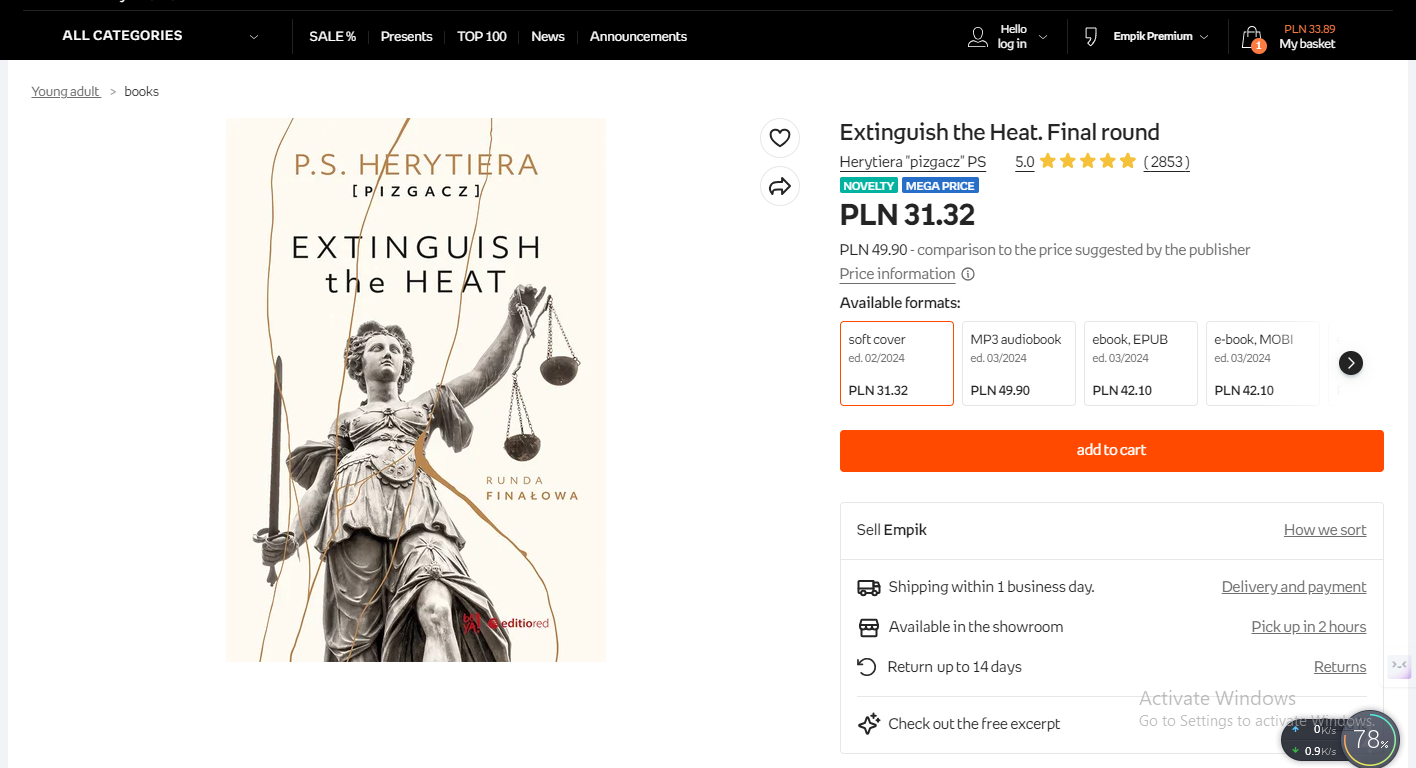 ALL CATEGORIES
SALE %
Presents
TOP 100
News
Announcements
Hello
log in
Empik Premium
1
PLN 33.89
My basket
Young adult > books
P.S. HERYTIERA
[PIZGACZ]
EXTINGUISH
the HEAT
RUNDA
FINAŁOWA
editiored
Extinguish the Heat. Final round
Herytiera "pizgacz" PS
5.0
( 2853 )
NOVELTY
MEGA PRICE
PLN 31.32
PLN 49.90 - comparison to the price suggested by the publisher
Price information
Available formats:
soft cover
ed. 02/2024
PLN 31.32
MP3 audiobook
ed. 03/2024
PLN 49.90
ebook, EPUB
ed. 03/2024
PLN 42.10
e-book, MOBI
ed. 03/2024
PLN 42.10
add to cart
Sell Empik
How we sort
Shipping within 1 business day.
Delivery and payment
Available in the showroom
Pick up in 2 hours
Return up to 14 days
Returns
Check out the free excerpt
Activate Windows
Go to Settings to activate Windows.
0K/s
0.9K/s
78%